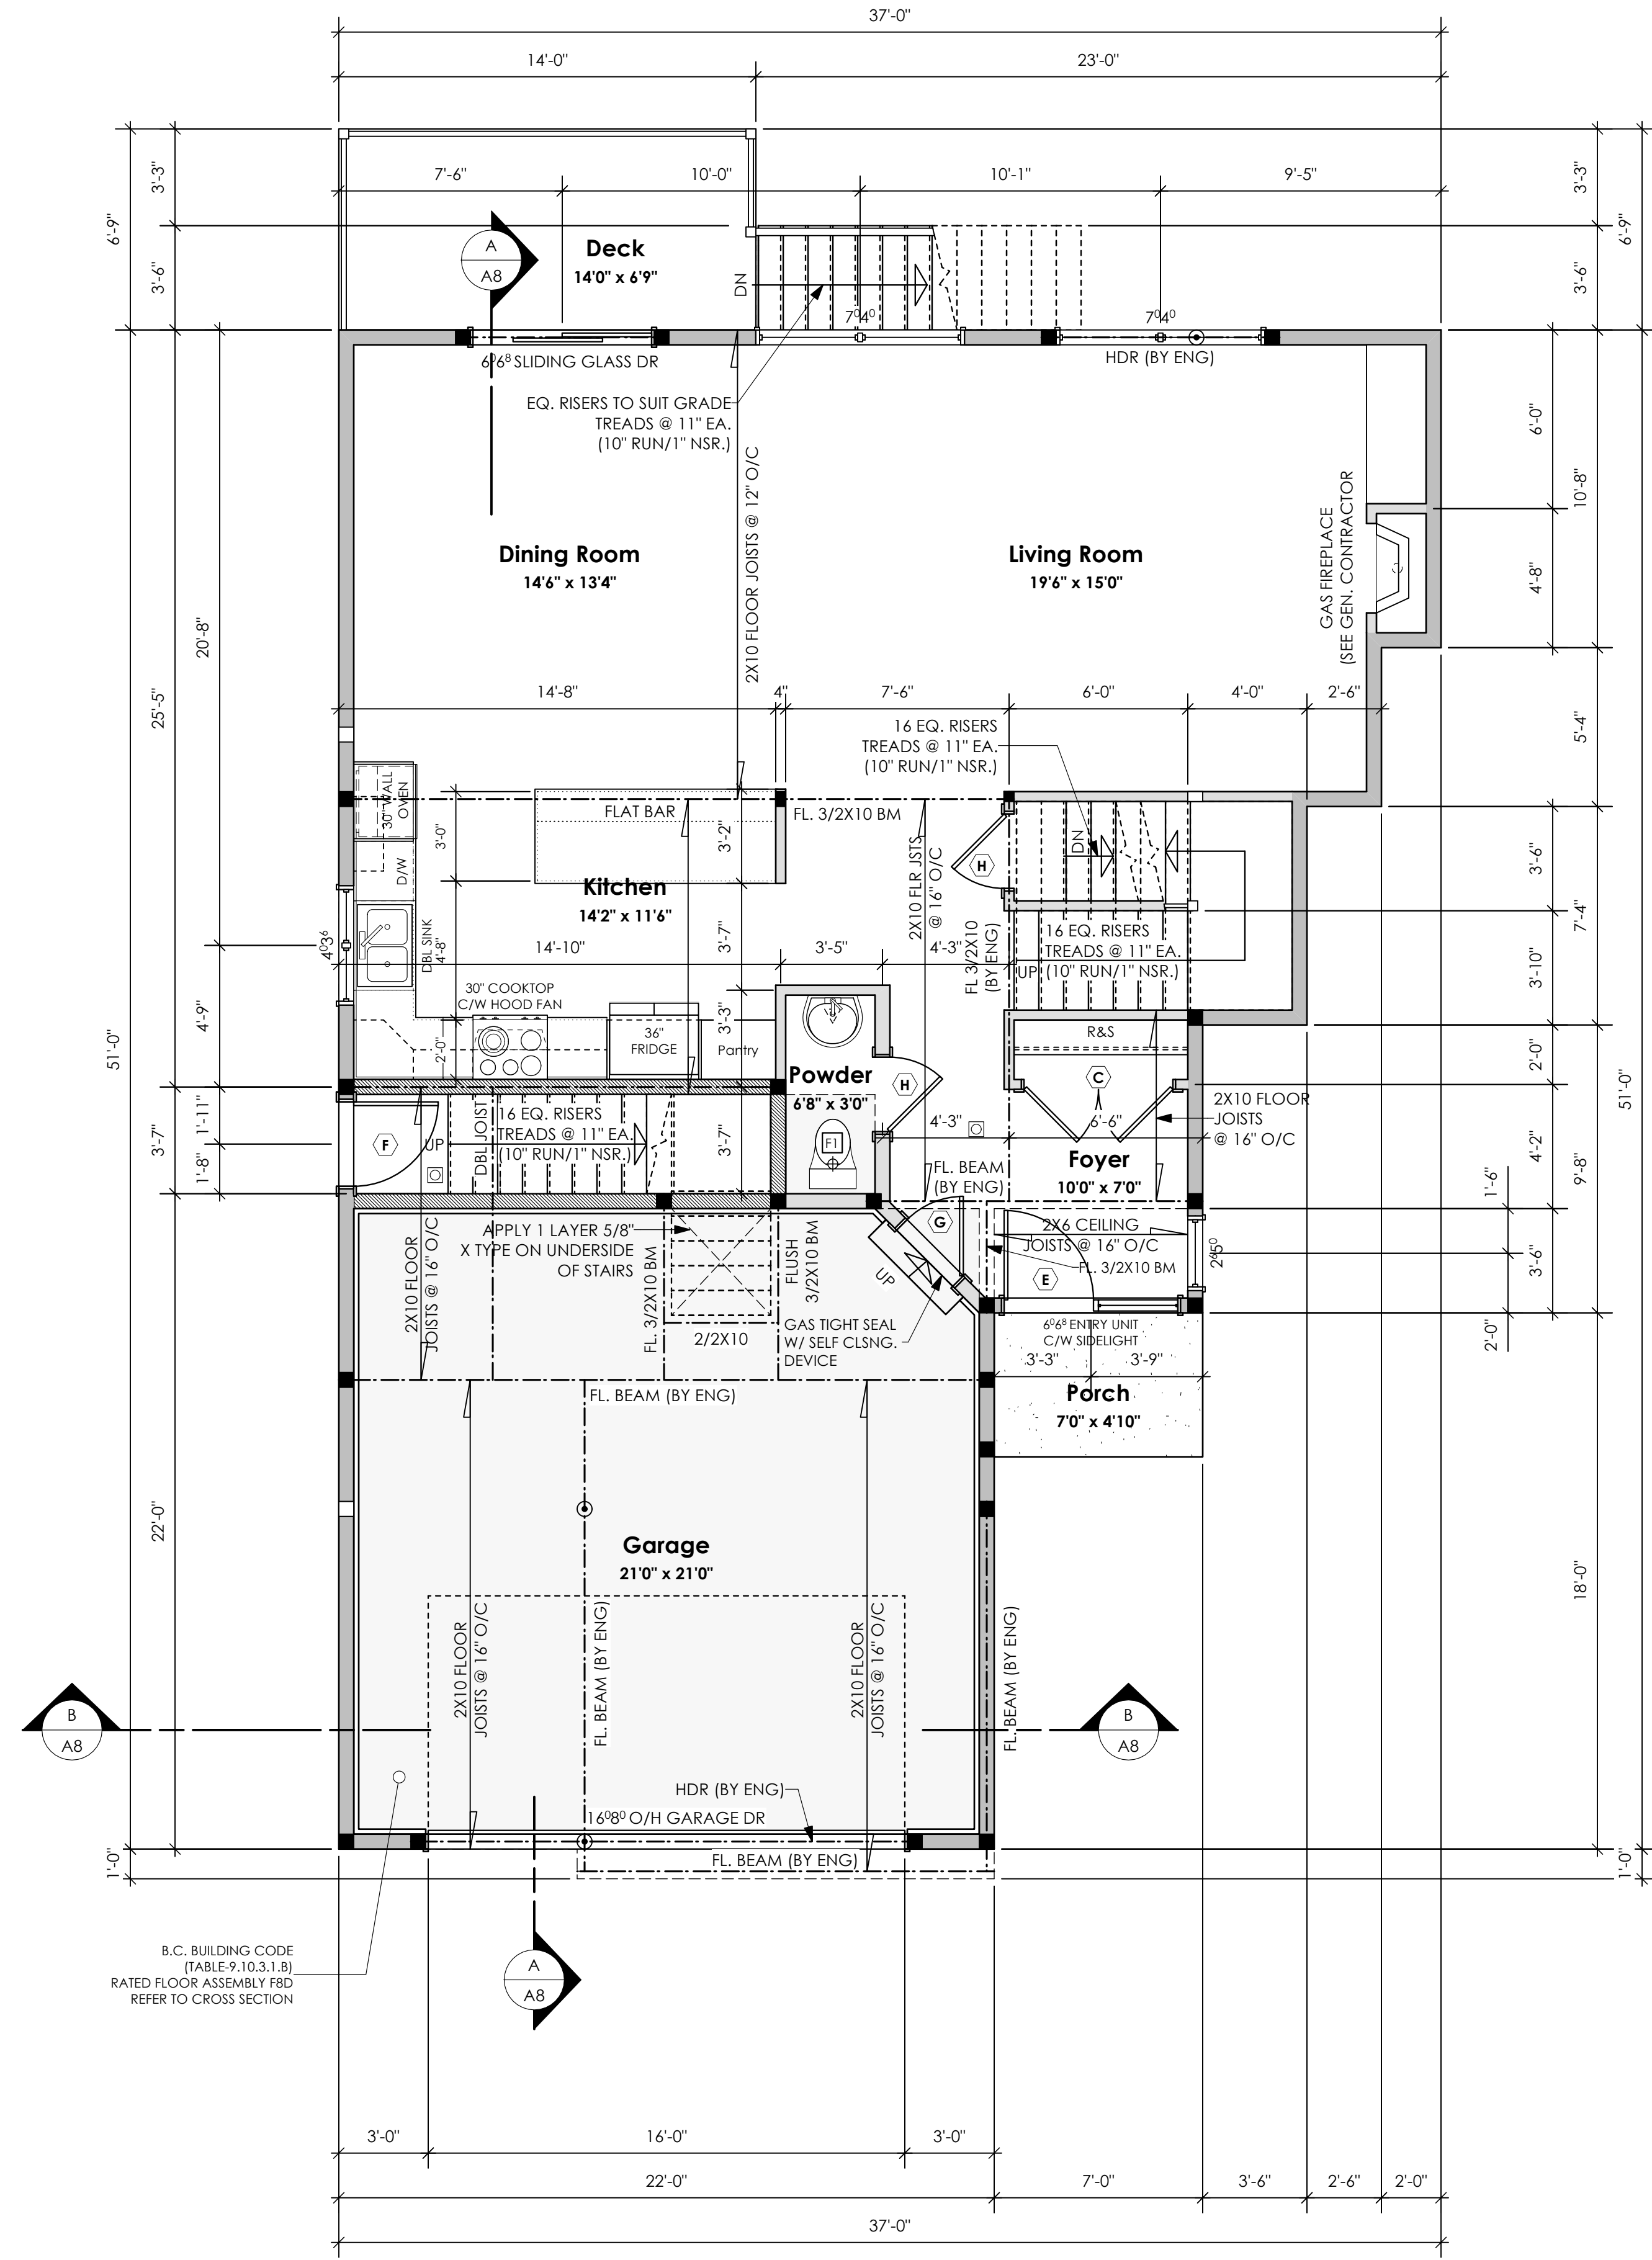 37'-0"
14'-0"
23'-0"
7'-6"
10'-0"
10'-1"
9'-5"
3'-3"
6'-9"
3'-6"
3'-3"
6'-9"
3'-6"
A
A8
Deck
14'0" x 6'9"
DN
7⁰4⁰
7⁰4⁰
6⁰6⁸ SLIDING GLASS DR
HDR (BY ENG)
EQ. RISERS TO SUIT GRADE
TREADS @ 11" EA.
(10" RUN/1" NSR.)
2X10 FLOOR JOISTS @ 12" O/C
Dining Room
14'6" x 13'4"
Living Room
19'6" x 15'0"
GAS FIREPLACE
(SEE GEN. CONTRACTOR
6'-0"
10'-8"
4'-8"
20'-8"
25'-5"
51'-0"
14'-8"
4"
7'-6"
6'-0"
4'-0"
2'-6"
5'-4"
16 EQ. RISERS
TREADS @ 11" EA.
(10" RUN/1" NSR.)
30" WALL
OVEN
FLAT BAR
FL. 3/2X10 BM
3'-0"
3'-2"
D/W
Kitchen
14'2" x 11'6"
2X10 FLR JSTS
@ 16" O/C
H
DN
3'-6"
7'-4"
3'-10"
4⁰3⁶
DBL SINK
4'-8"
14'-10"
3'-7"
3'-5"
4'-3"
FL 3/2X10
(BY ENG)
16 EQ. RISERS
TREADS @ 11" EA.
UP
(10" RUN/1" NSR.)
30" COOKTOP
C/W HOOD FAN
3'-3"
2'-0"
36"
FRIDGE
Pantry
4'-9"
R&S
2'-0"
51'-0"
Powder
6'8" x 3'0"
H
C
F1
3'-7"
1'-11"
1'-8"
F
UP
DBL JOIST
16 EQ. RISERS
TREADS @ 11" EA.
(10" RUN/1" NSR.)
3'-7"
4'-3"
6'-6"
2X10 FLOOR
JOISTS
@ 16" O/C
4'-2"
9'-8"
Foyer
10'0" x 7'0"
FL. BEAM
(BY ENG)
1'-6"
3'-6"
2'-0"
G
2X6 CEILING
JOISTS @ 16" O/C
FL. 3/2X10 BM
E
2⁶5⁰
UP
APPLY 1 LAYER 5/8"
X TYPE ON UNDERSIDE
OF STAIRS
2X10 FLOOR
JOISTS @ 16" O/C
FL. 3/2X10 BM
FLUSH
3/2X10 BM
2/2X10
GAS TIGHT SEAL
W/ SELF CLSNG.
DEVICE
6⁰6⁸ ENTRY UNIT
C/W SIDELIGHT
3'-3"
3'-9"
Porch
7'0" x 4'10"
FL. BEAM (BY ENG)
22'-0"
Garage
21'0" x 21'0"
18'-0"
2X10 FLOOR
JOISTS @ 16" O/C
FL. BEAM (BY ENG)
2X10 FLOOR
JOISTS @ 16" O/C
FL. BEAM (BY ENG)
B
A8
B
A8
HDR (BY ENG)
16⁰8⁰ O/H GARAGE DR
FL. BEAM (BY ENG)
1'-0"
1'-0"
B.C. BUILDING CODE
(TABLE-9.10.3.1.B)
RATED FLOOR ASSEMBLY F8D
REFER TO CROSS SECTION
A
A8
3'-0"
16'-0"
3'-0"
22'-0"
7'-0"
3'-6"
2'-6"
2'-0"
37'-0"